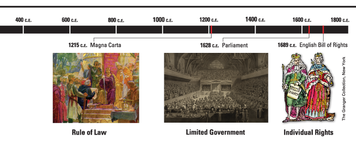 400 C.E. 600 C.E. 800 C.E. 1000 C.E. 1200 C.E. 1400 C.E. 1600 C.E. 1800 C.E.
1215 C.E. Magna Carta 1628 C.E. Parliament 1689 C.E. English Bill of Rights
The Granger Collection, New York
Rule of Law Limited Government Individual Rights